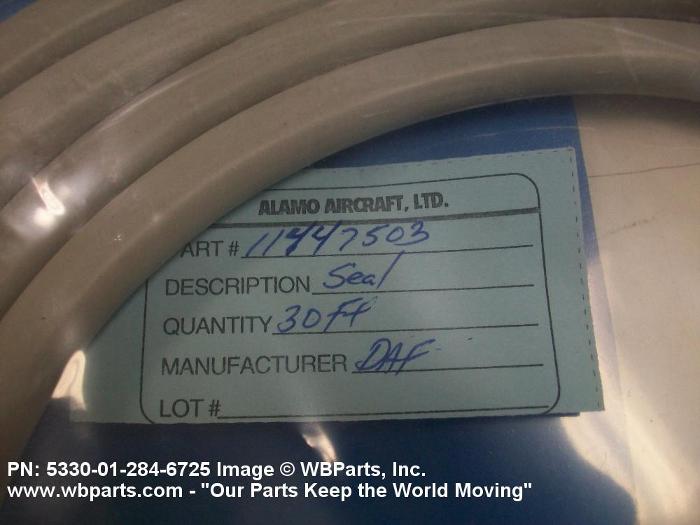 ALAMO AIRCRAFT, LTD.
PART # 11447503
DESCRIPTION Seal
QUANTITY 30 Ft
MANUFACTURER DAF
LOT #
PN: 5330-01-284-6725 Image © WBParts, Inc.
www.wbparts.com - "Our Parts Keep the World Moving"